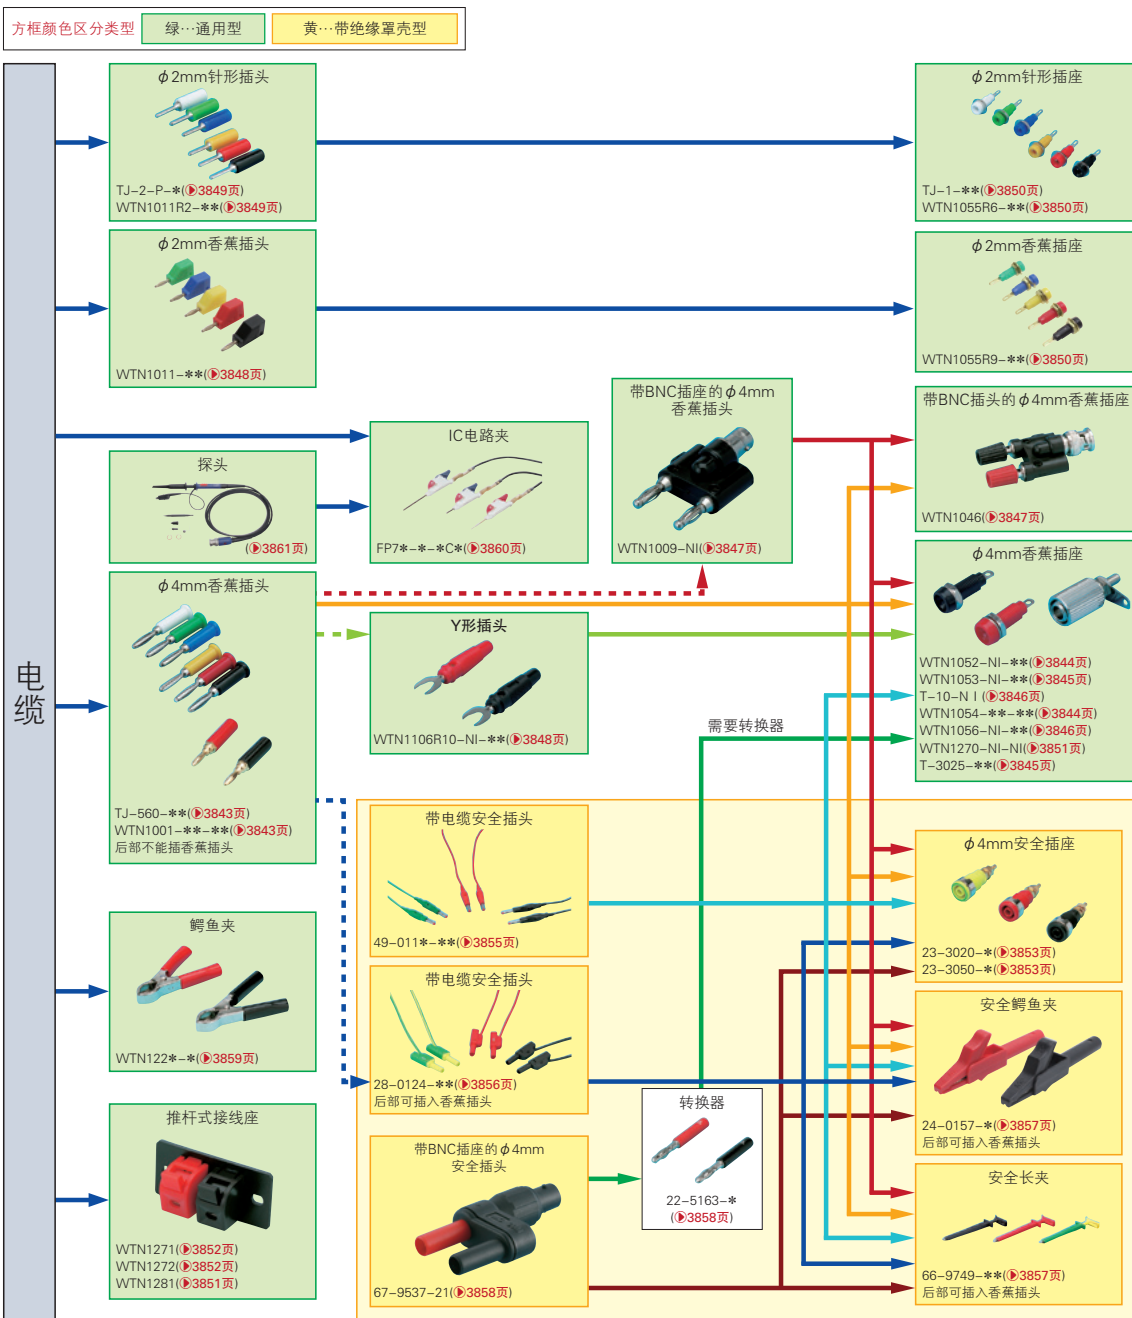 方框颜色区分类型
绿…通用型
黄…带绝缘罩壳型
电缆
φ2mm针形插头
TJ-2-P-*(3849页)
WTN1011R2-**(3849页)
φ2mm针形插座
TJ-1-**(3850页)
WTN1055R6-**(3850页)
φ2mm香蕉插头
WTN1011-**(3848页)
φ2mm香蕉插座
WTN1055R9-**(3850页)
探头
(3861页)
IC电路夹
FP7*-*-*C*(3860页)
带BNC插座的φ4mm
香蕉插头
WTN1009-NI(3847页)
带BNC插头的φ4mm香蕉插座
WTN1046(3847页)
φ4mm香蕉插头
TJ-560-**(3843页)
WTN1001-**-**(3843页)
后部不能插香蕉插头
Y形插头
WTN1106R10-NI-**(3848页)
φ4mm香蕉插座
WTN1052-NI-**(3844页)
WTN1053-NI-**(3845页)
T-10-NI(3846页)
WTN1054-**-**(3844页)
WTN1056-NI-**(3846页)
WTN1270-NI-NI(3851页)
T-3025-**(3845页)
需要转换器
带电缆安全插头
49-011*-**(3855页)
φ4mm安全插座
23-3020-*(3853页)
23-3050-*(3853页)
鳄鱼夹
WTN122*-*(3859页)
带电缆安全插头
28-0124-**(3856页)
后部可插入香蕉插头
安全鳄鱼夹
24-0157-*(3857页)
后部可插入香蕉插头
推杆式接线座
WTN1271(3852页)
WTN1272(3852页)
WTN1281(3851页)
带BNC插座的φ4mm
安全插头
67-9537-21(3858页)
转换器
22-5163-*
(3858页)
安全长夹
66-9749-**(3857页)
后部可插入香蕉插头